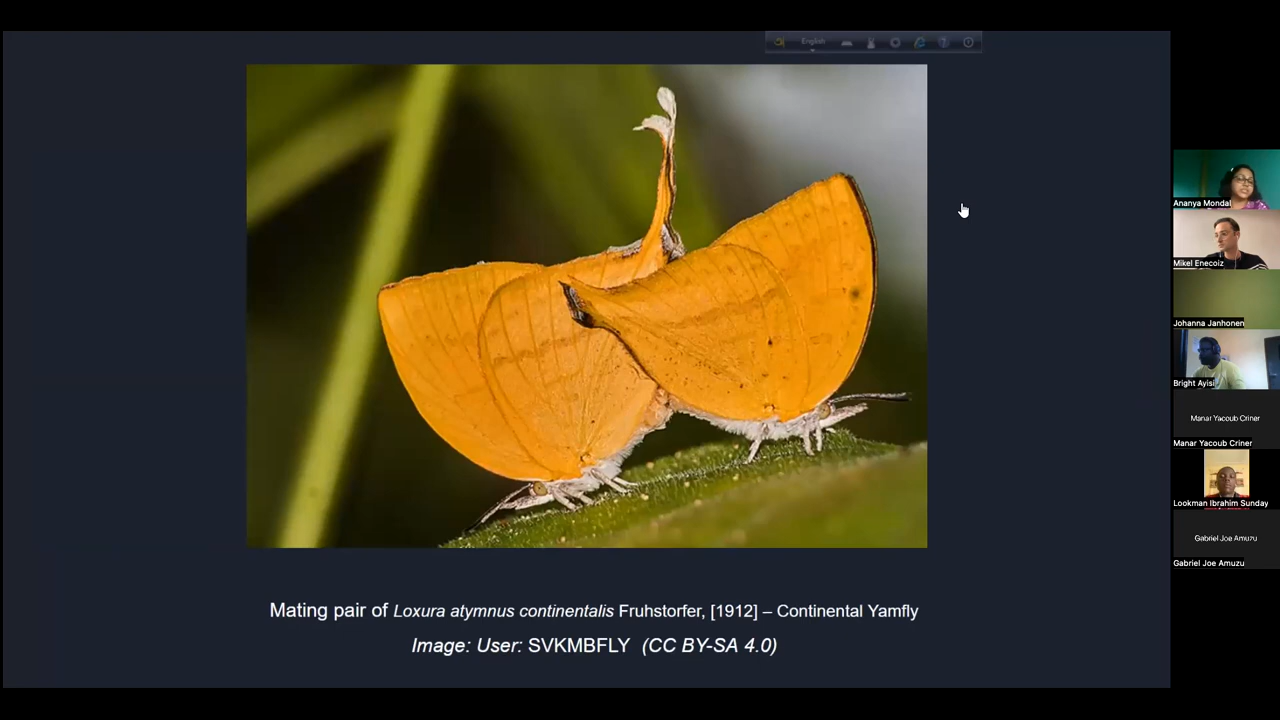 English
Mating pair of Loxura atymnus continentalis Fruhstorfer, [1912] – Continental Yamfly
Image: User: SVKMBFLY (CC BY-SA 4.0)
Ananya Mondal
Mikel Enecoiz
Johanna Janhonen
Bright Ayisi
Manar Yacoub Criner
Manar Yacoub Criner
Lookman Ibrahim Sunday
Gabriel Joe Amuzu
Gabriel Joe Amuzu